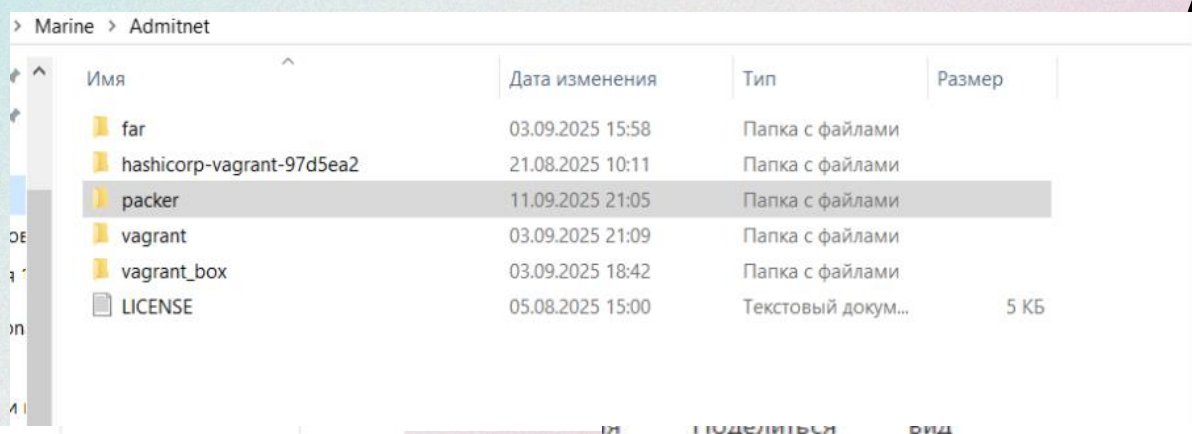 > Marine > Admitnet
Имя Дата изменения Тип Размер
far 03.09.2025 15:58 Папка с файлами
hashicorp-vagrant-97d5ea2 21.08.2025 10:11 Папка с файлами
packer 11.09.2025 21:05 Папка с файлами
vagrant 03.09.2025 21:09 Папка с файлами
vagrant_box 03.09.2025 18:42 Папка с файлами
LICENSE 05.08.2025 15:00 Текстовый докум... 5 КБ
Поделиться Вид